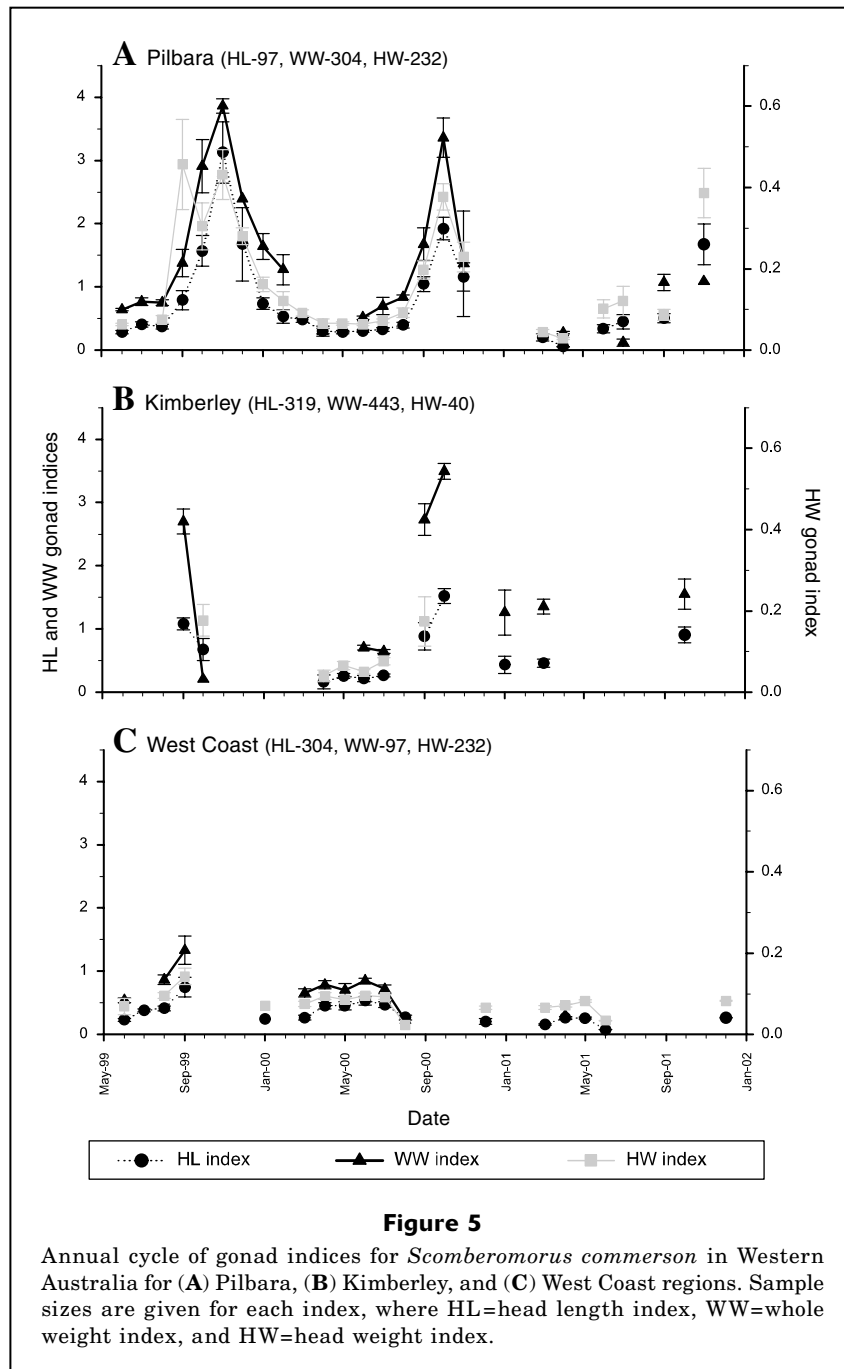 A Pilbara (HL-97, WW-304, HW-232)
4
3
2
1
0
0.6
0.4
0.2
0.0
B Kimberley (HL-319, WW-443, HW-40)
4
3
2
1
0
0.6
0.4
0.2
0.0
HL and WW gonad indices
HW gonad index
C West Coast (HL-304, WW-97, HW-232)
4
3
2
1
0
0.6
0.4
0.2
0.0
May-99 Sep-99 Jan-00 May-00 Sep-00 Jan-01 May-01 Sep-01 Jan-02
Date
HL index WW index HW index
Figure 5
Annual cycle of gonad indices for Scomberomorus commerson in Western
Australia for (A) Pilbara, (B) Kimberley, and (C) West Coast regions. Sample
sizes are given for each index, where HL=head length index, WW=whole
weight index, and HW=head weight index.